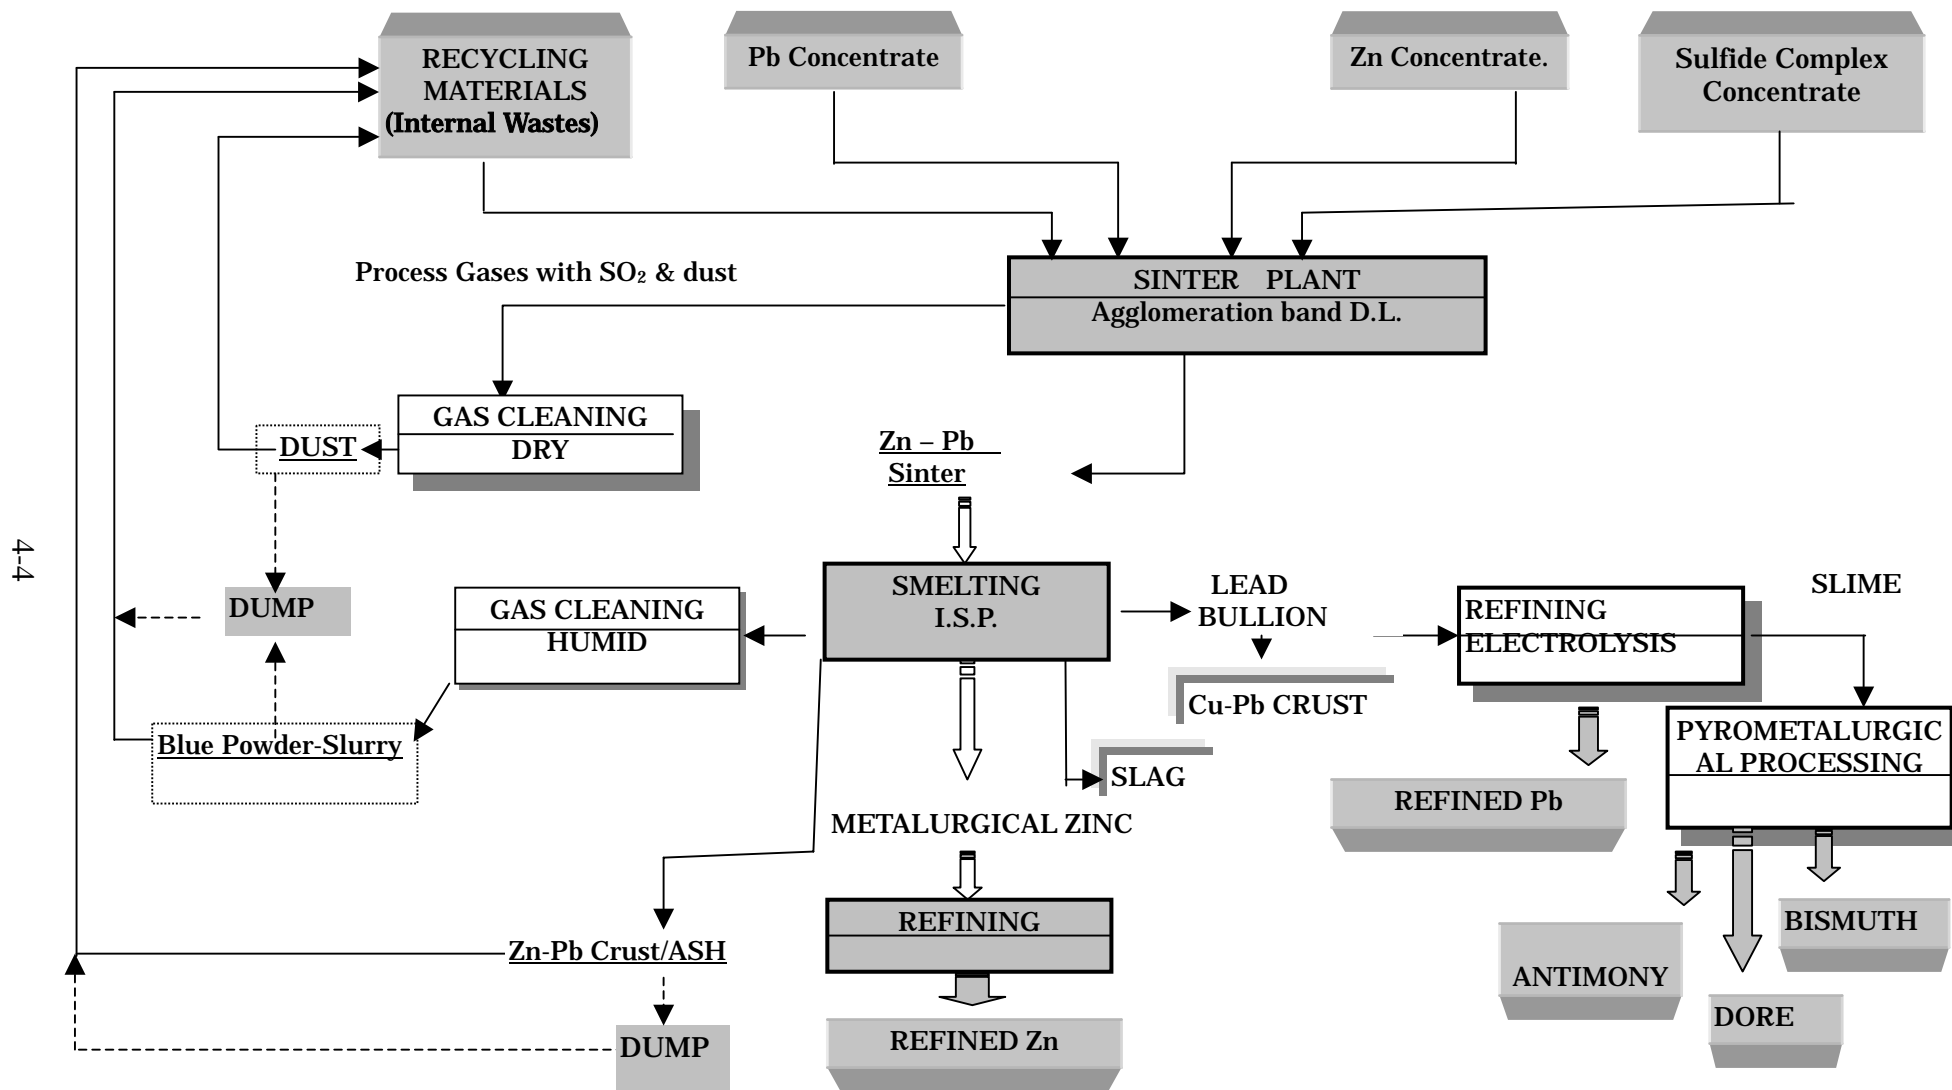 RECYCLING
MATERIALS
(Internal Wastes)
Pb Concentrate
Zn Concentrate.
Sulfide Complex
Concentrate
Process Gases with SO₂ & dust
SINTER PLANT
Agglomeration band D.L.
GAS CLEANING
DRY
DUST
Zn – Pb
Sinter
4-4
DUMP
GAS CLEANING
HUMID
SMELTING
I.S.P.
LEAD
BULLION
REFINING
ELECTROLYSIS
SLIME
Blue Powder-Slurry
Cu-Pb CRUST
SLAG
PYROMETALURGIC
AL PROCESSING
REFINED Pb
METALURGICAL ZINC
REFINING
BISMUTH
Zn-Pb Crust/ASH
ANTIMONY
DORE
DUMP
REFINED Zn